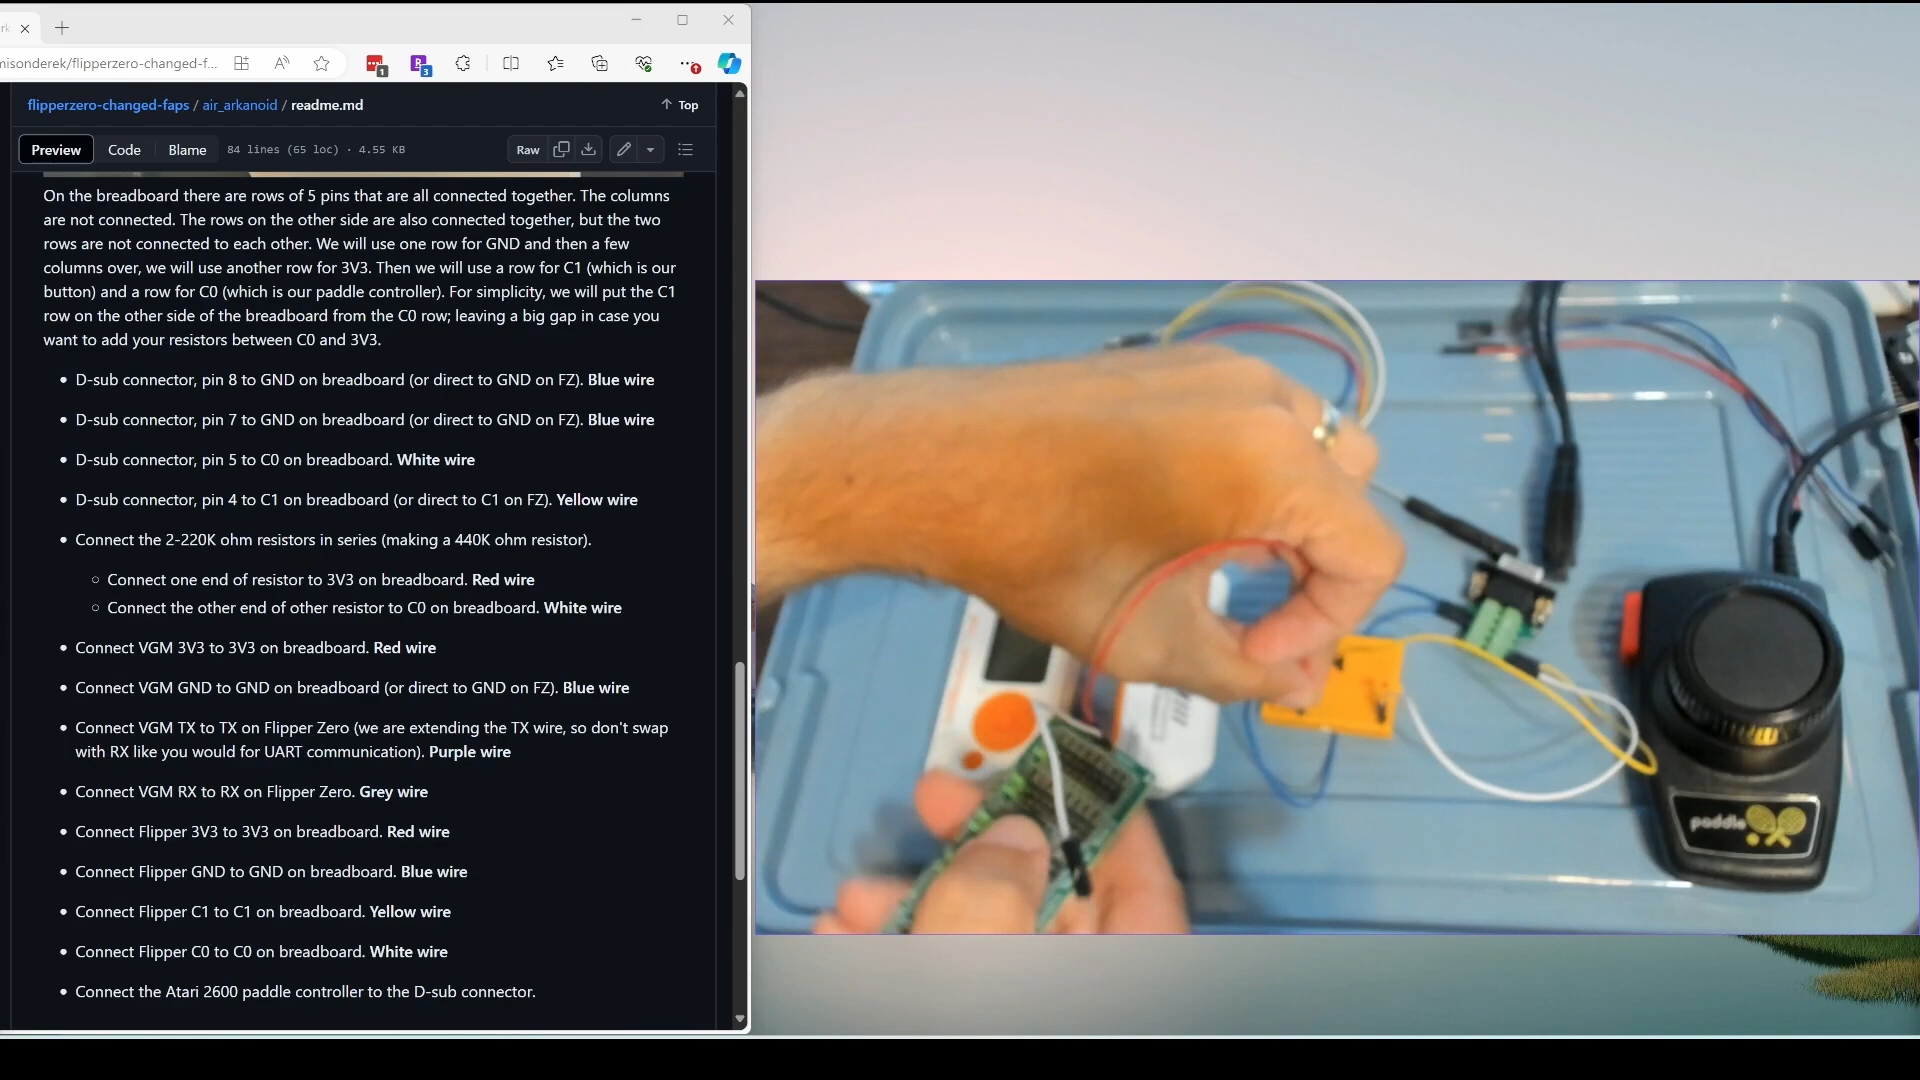 rk
misonderek/flipperzero-changed-f...
1
3
flipperzero-changed-faps / air_arkanoid / readme.md
Top
Preview
Code
Blame
84 lines (65 loc) · 4.55 KB
Raw
On the breadboard there are rows of 5 pins that are all connected together. The columns
are not connected. The rows on the other side are also connected together, but the two
rows are not connected to each other. We will use one row for GND and then a few
columns over, we will use another row for 3V3. Then we will use a row for C1 (which is our
button) and a row for C0 (which is our paddle controller). For simplicity, we will put the C1
row on the other side of the breadboard from the C0 row; leaving a big gap in case you
want to add your resistors between C0 and 3V3.
• D-sub connector, pin 8 to GND on breadboard (or direct to GND on FZ). Blue wire
• D-sub connector, pin 7 to GND on breadboard (or direct to GND on FZ). Blue wire
• D-sub connector, pin 5 to C0 on breadboard. White wire
• D-sub connector, pin 4 to C1 on breadboard (or direct to C1 on FZ). Yellow wire
• Connect the 2-220K ohm resistors in series (making a 440K ohm resistor).
○ Connect one end of resistor to 3V3 on breadboard. Red wire
○ Connect the other end of other resistor to C0 on breadboard. White wire
• Connect VGM 3V3 to 3V3 on breadboard. Red wire
• Connect VGM GND to GND on breadboard (or direct to GND on FZ). Blue wire
• Connect VGM TX to TX on Flipper Zero (we are extending the TX wire, so don't swap
with RX like you would for UART communication). Purple wire
• Connect VGM RX to RX on Flipper Zero. Grey wire
• Connect Flipper 3V3 to 3V3 on breadboard. Red wire
• Connect Flipper GND to GND on breadboard. Blue wire
• Connect Flipper C1 to C1 on breadboard. Yellow wire
• Connect Flipper C0 to C0 on breadboard. White wire
• Connect the Atari 2600 paddle controller to the D-sub connector.
paddle